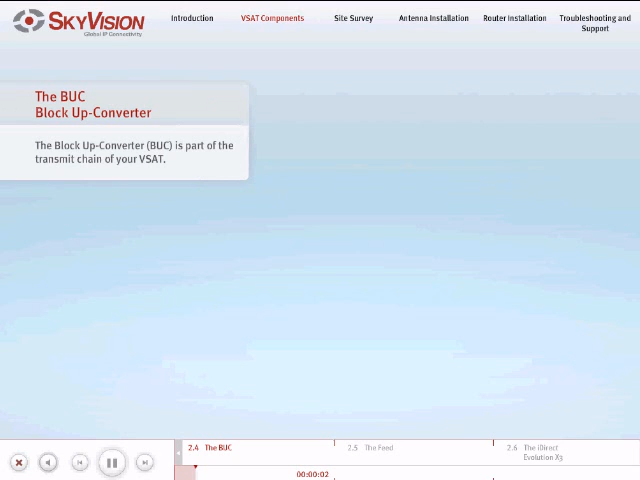 SKYVISION
Global IP Connectivity
Introduction
VSAT Components
Site Survey
Antenna Installation
Router Installation
Troubleshooting and
Support
The BUC
Block Up-Converter
The Block Up-Converter (BUC) is part of the
transmit chain of your VSAT.
2.4 The BUC
2.5 The Feed
2.6 The iDirect
Evolution X3
00:00:02